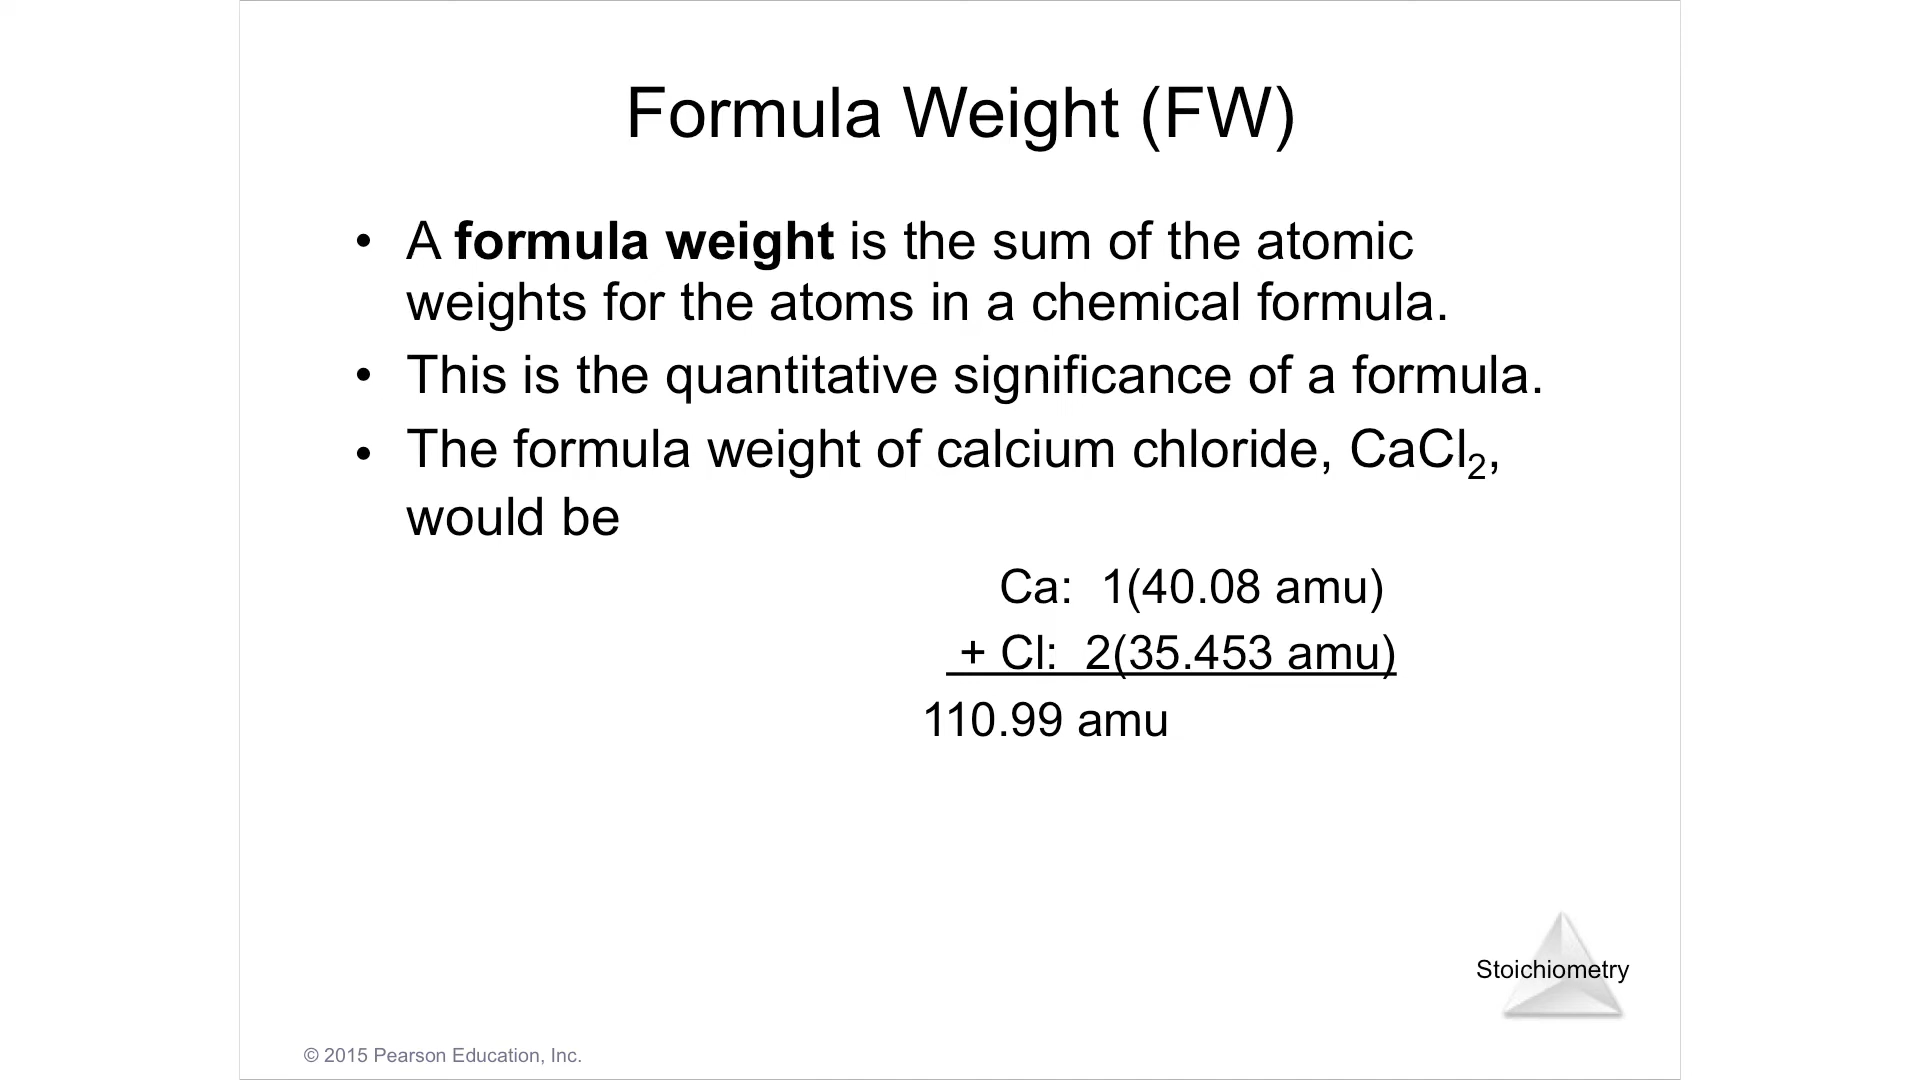 Formula Weight (FW)
• A formula weight is the sum of the atomic
weights for the atoms in a chemical formula.
• This is the quantitative significance of a formula.
• The formula weight of calcium chloride, CaCl₂,
would be
Ca: 1(40.08 amu)
+ Cl: 2(35.453 amu)
110.99 amu
Stoichiometry
© 2015 Pearson Education, Inc.